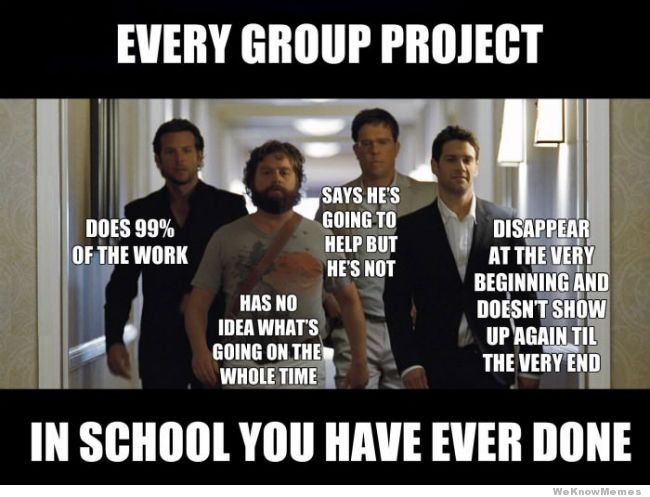 EVERY GROUP PROJECT
DOES 99%
OF THE WORK
HAS NO
IDEA WHAT'S
GOING ON THE
WHOLE TIME
SAYS HE'S
GOING TO
HELP BUT
HE'S NOT
DISAPPEAR
AT THE VERY
BEGINNING AND
DOESN'T SHOW
UP AGAIN TIL
THE VERY END
IN SCHOOL YOU HAVE EVER DONE
WeKnowMemes